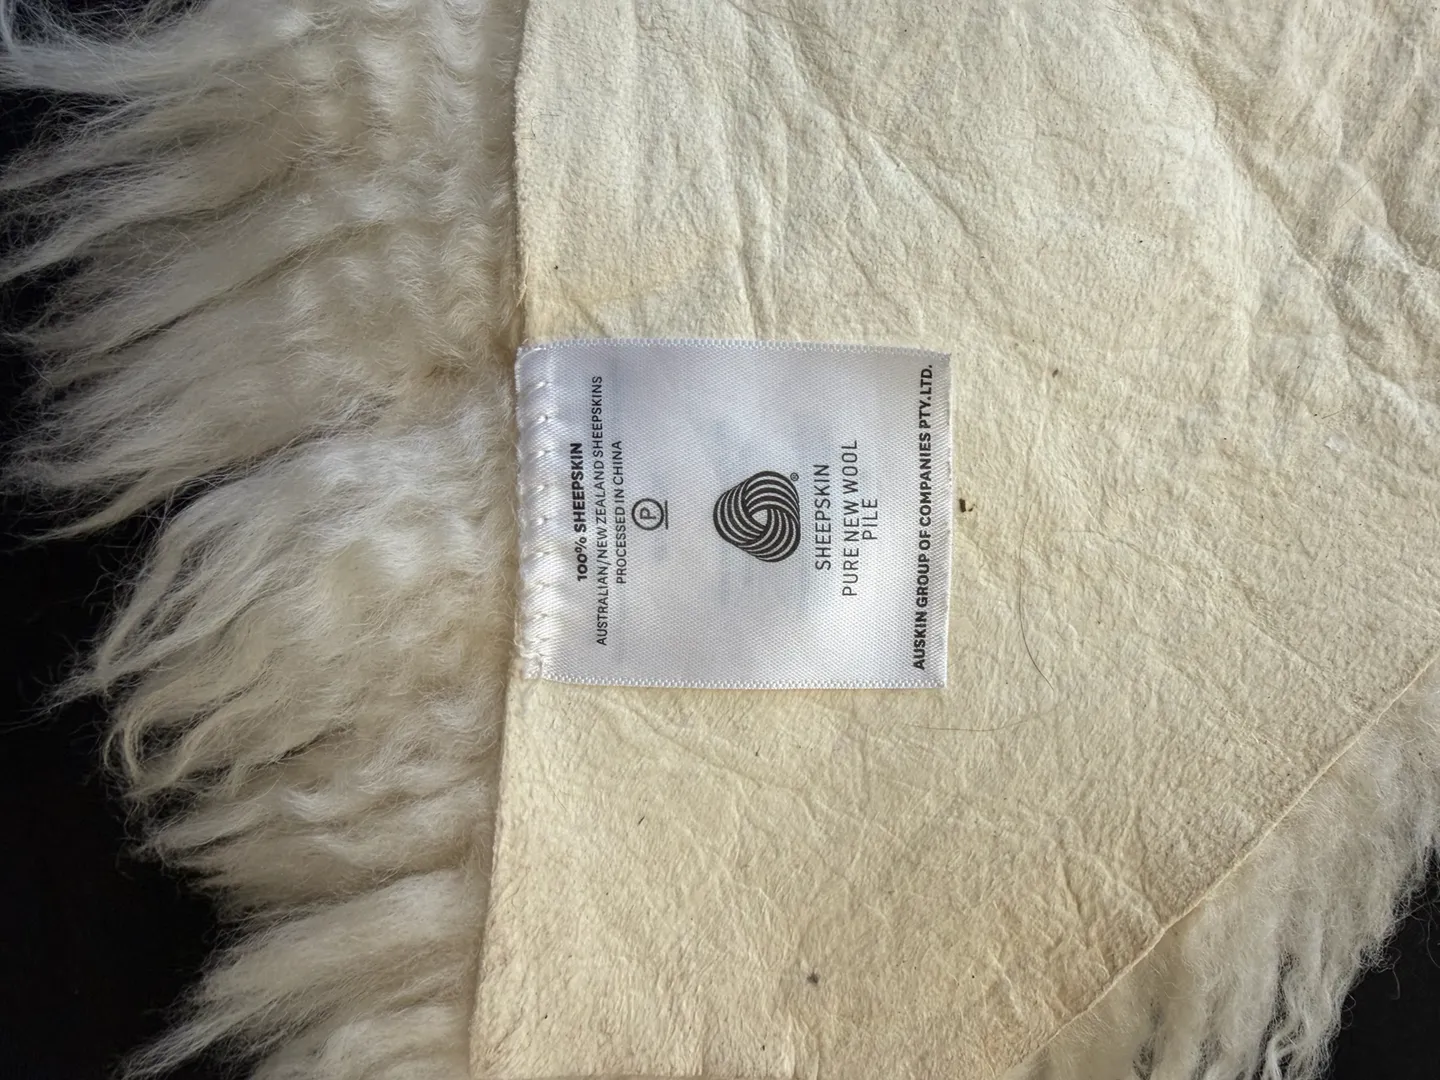 100% SHEEPSKIN
AUSTRALIAN/NEW ZEALAND SHEEPSKINS
PROCESSED IN CHINA
P
®
SHEEPSKIN
PURE NEW WOOL
PILE
AUSKIN GROUP OF COMPANIES PTY.LTD.